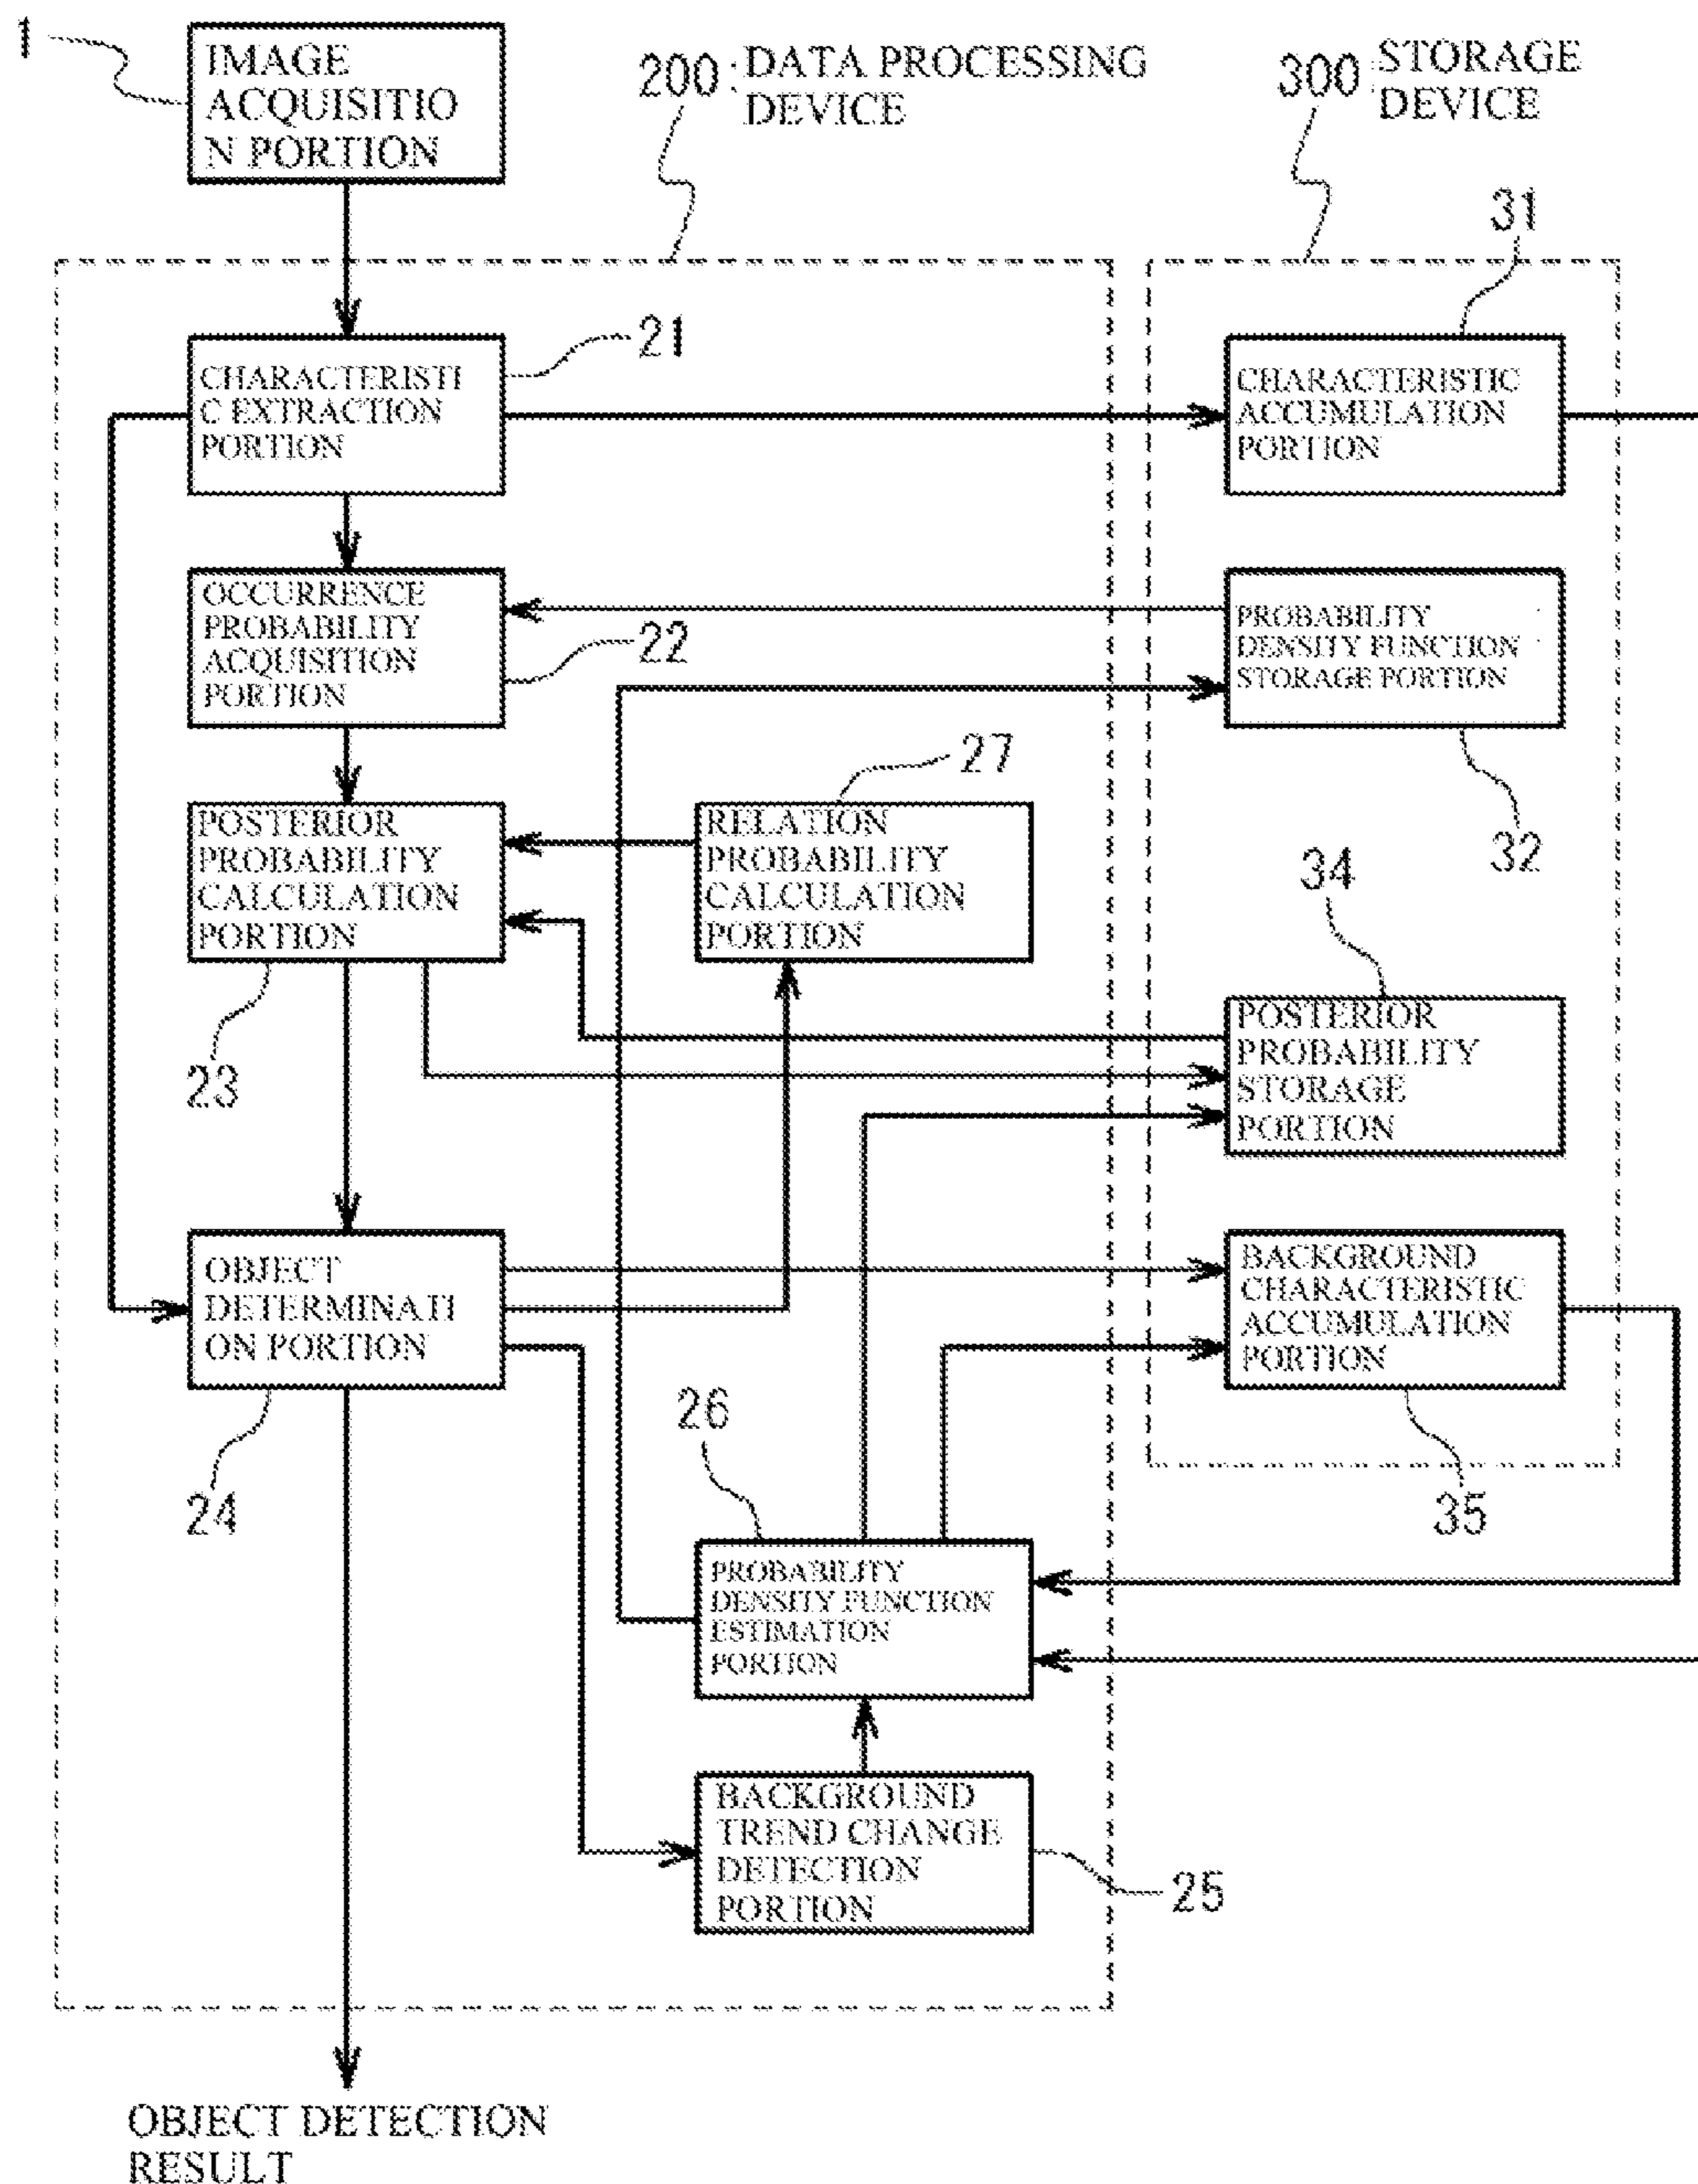 1
IMAGE
ACQUISITIO
N PORTION
200 : DATA PROCESSING
DEVICE
300 : STORAGE
DEVICE
31
21
CHARACTERISTI
C EXTRACTION
PORTION
CHARACTERISTIC
ACCUMULATION
PORTION
OCCURRENCE
PROBABILITY
ACQUISITION
PORTION
22
PROBABILITY
DENSITY FUNCTION
STORAGE PORTION
32
27
POSTERIOR
PROBABILITY
CALCULATION
PORTION
23
RELATION
PROBABILITY
CALCULATION
PORTION
34
POSTERIOR
PROBABILITY
STORAGE
PORTION
OBJECT
DETERMINATI
ON PORTION
24
BACKGROUND
CHARACTERISTIC
ACCUMULATION
PORTION
35
26
PROBABILITY
DENSITY FUNCTION
ESTIMATION
PORTION
BACKGROUND
TREND CHANGE
DETECTION
PORTION
25
OBJECT DETECTION
RESULT